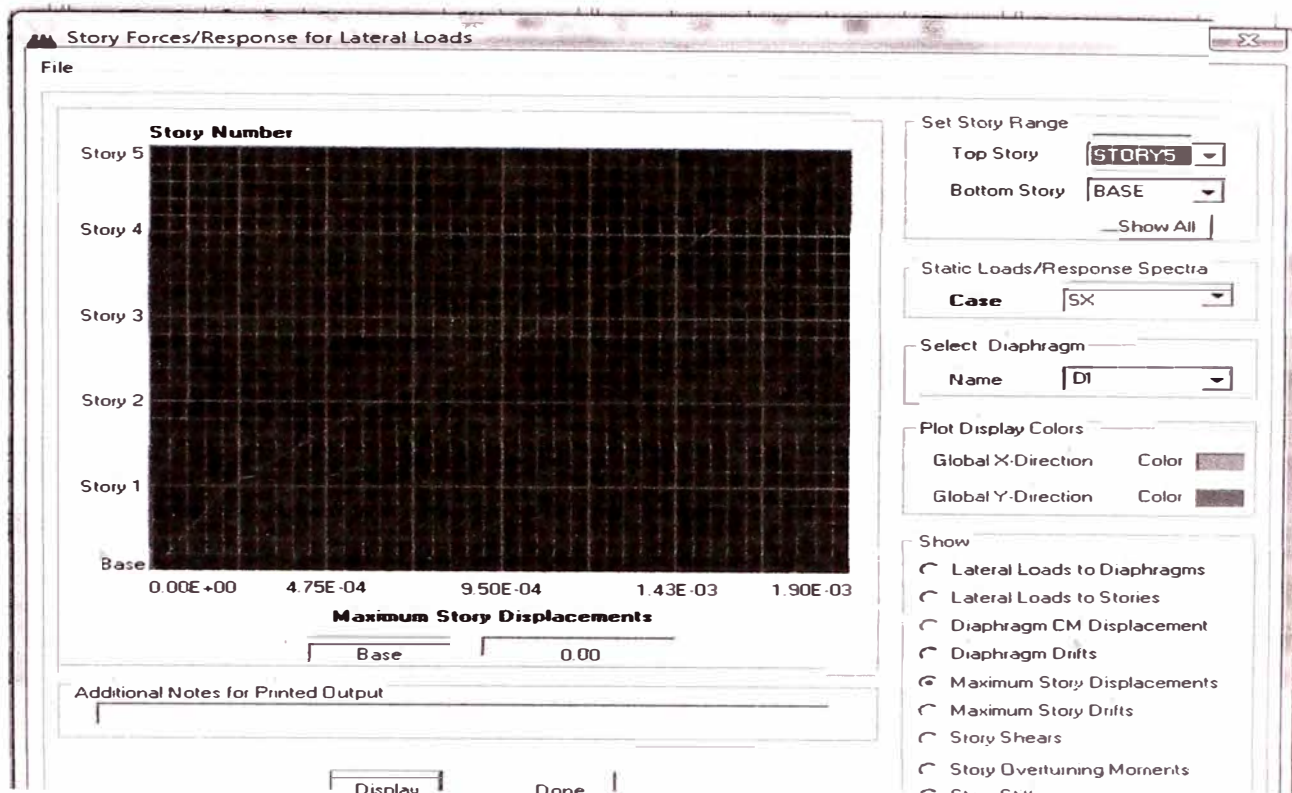 Story Forces/Response for Lateral Loads
File
Story Number
Story 5
Story 4
Story 3
Story 2
Story 1
Base
0.00E+00 4.75E-04 9.50E-04 1.43E-03 1.90E-03
Maximum Story Displacements
Base 0.00
Additional Notes for Printed Output
Display Done
Set Story Range
Top Story STORY5
Bottom Story BASE
Show All
Static Loads/Response Spectra
Case SX
Select Diaphragm
Name D1
Plot Display Colors
Global X-Direction Color
Global Y-Direction Color
Show
Lateral Loads to Diaphragms
Lateral Loads to Stories
Diaphragm CM Displacement
Diaphragm Drifts
Maximum Story Displacements
Maximum Story Drifts
Story Shears
Story Overturning Moments